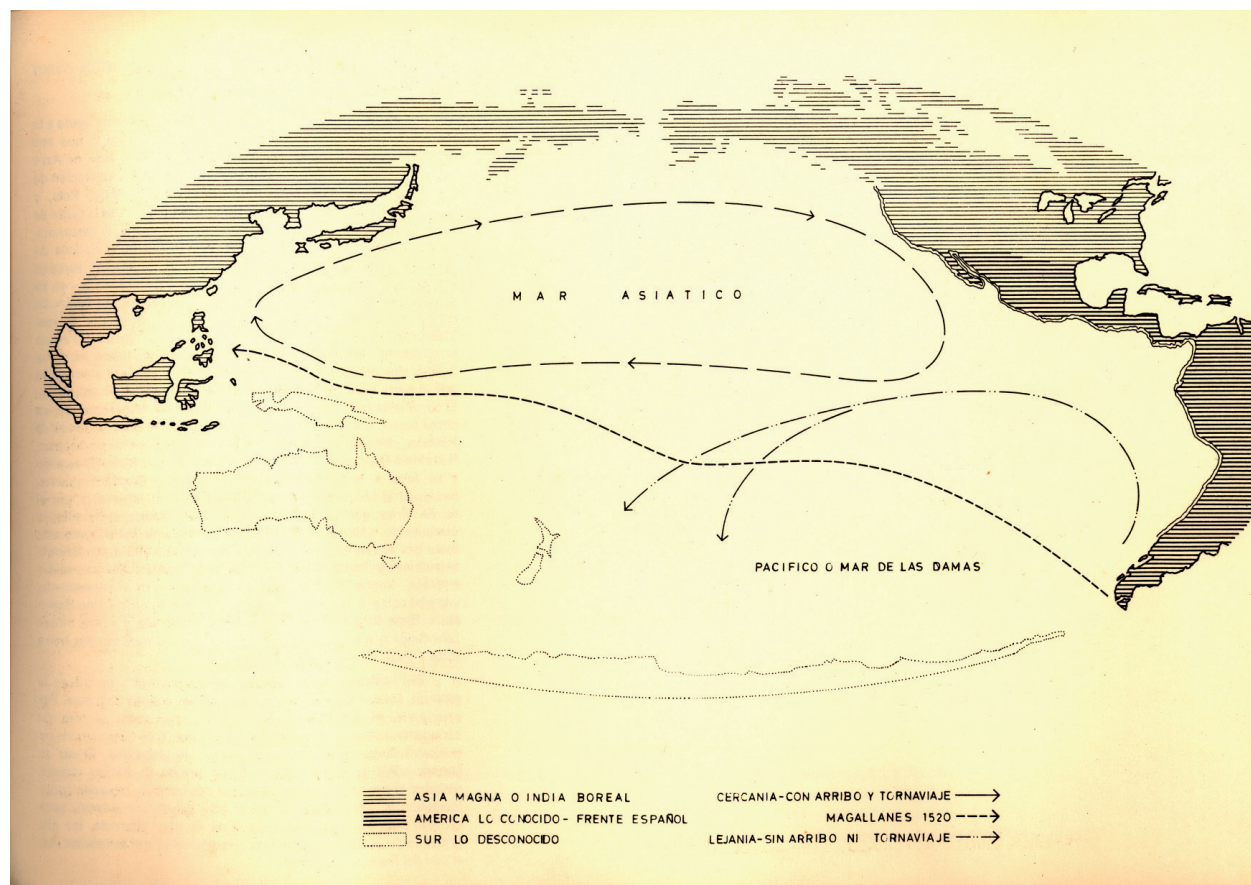 MAR ASIATICO
PACIFICO O MAR DE LAS DAMAS
ASIA MAGNA O INDIA BOREAL
AMERICA LO CONOCIDO - FRENTE ESPAÑOL
SUR LO DESCONOCIDO
CERCANIA-CON ARRIBO Y TORNAVIAJE
MAGALLANES 1520
LEJANIA-SIN ARRIBO NI TORNAVIAJE